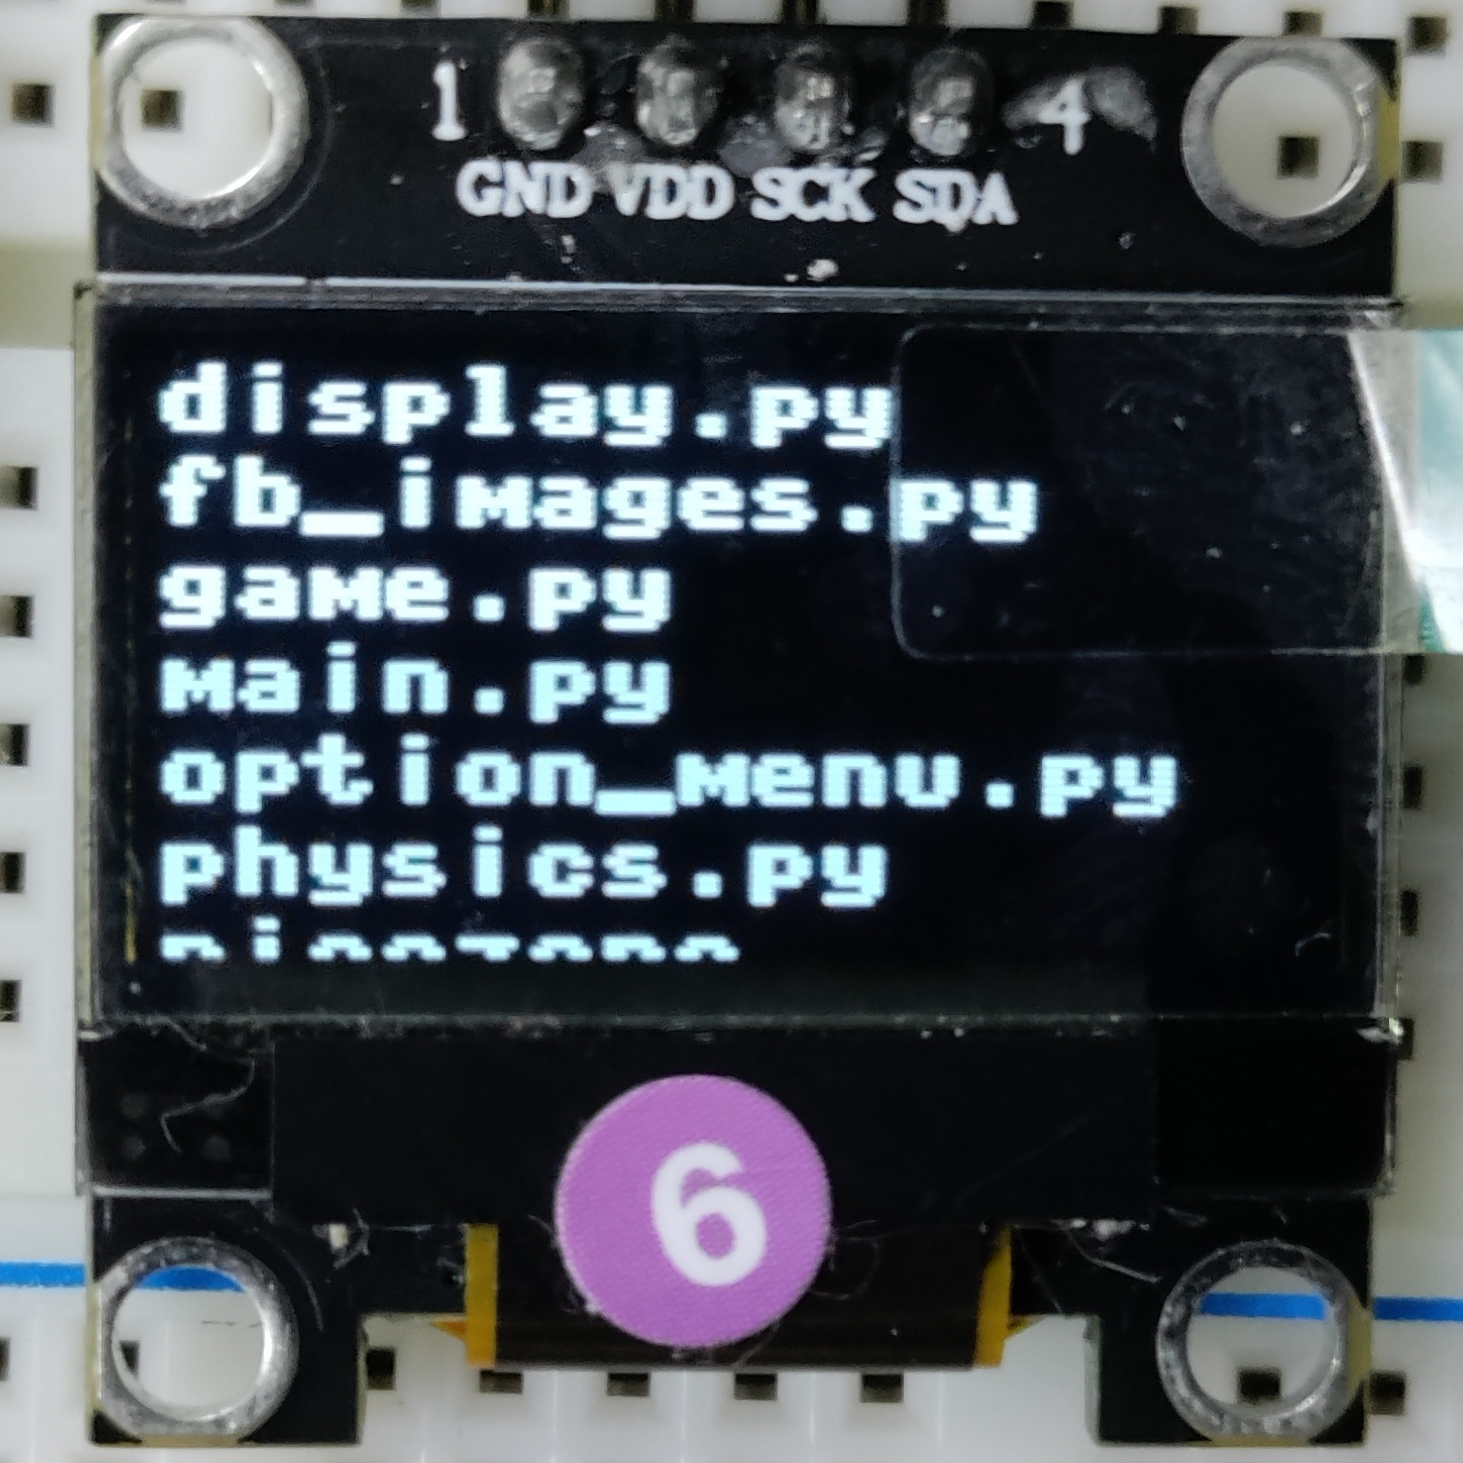 1 4
GND VDD SCK SDA
display.py
fb_images.py
game.py
main.py
option_menu.py
physics.py
6